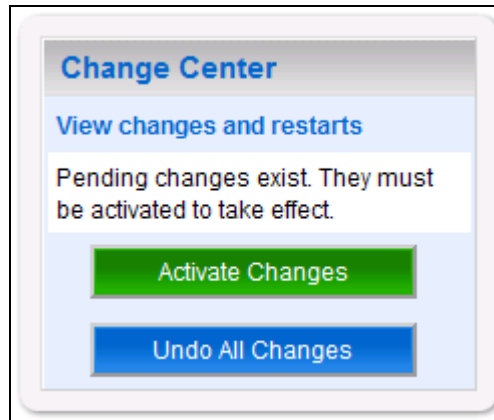 Change Center
View changes and restarts
Pending changes exist. They must
be activated to take effect.
Activate Changes
Undo All Changes